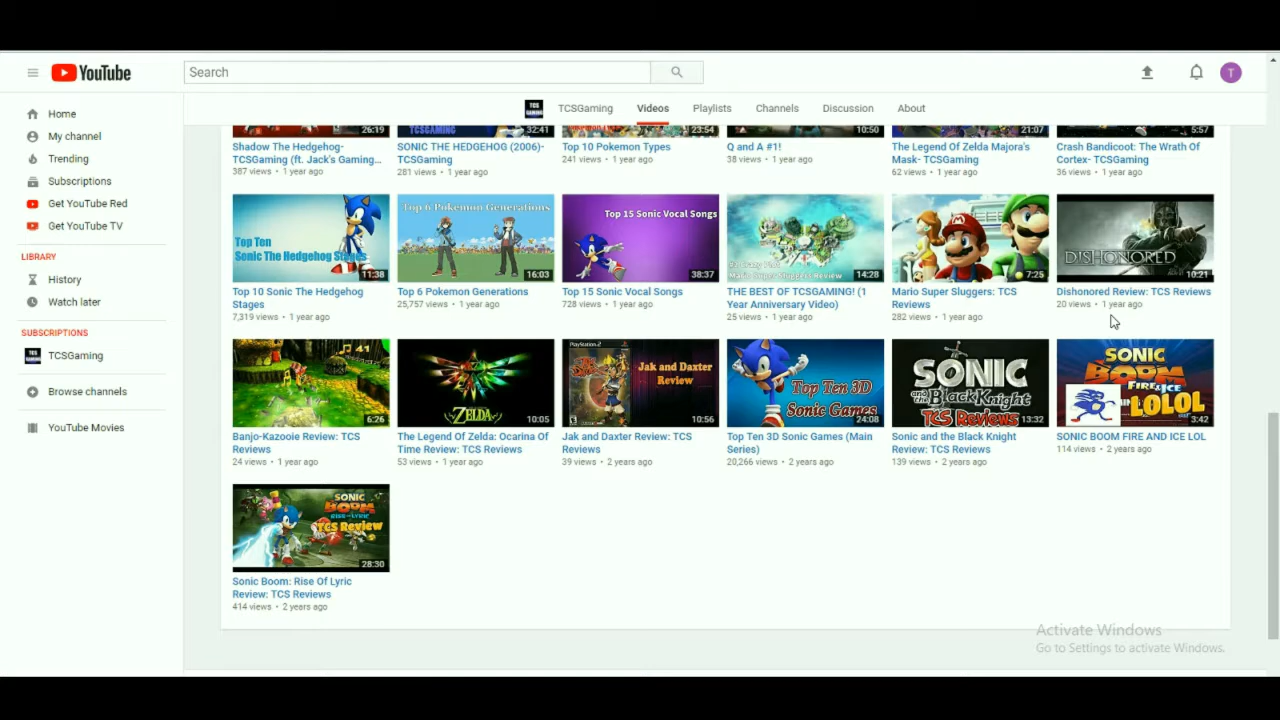 YouTube
Search
T
TCSGaming
Videos
Playlists
Channels
Discussion
About
Home
My channel
Trending
Subscriptions
Get YouTube Red
Get YouTube TV
LIBRARY
History
Watch later
SUBSCRIPTIONS
TCS
TCSGaming
Browse channels
YouTube Movies
26:19
TCSGAMING
32:41
23:54
10:50
21:07
5:57
Shadow The Hedgehog-
TCSGaming (ft. Jack's Gaming...
387 views • 1 year ago
SONIC THE HEDGEHOG (2006)-
TCSGaming
281 views • 1 year ago
Top 10 Pokemon Types
241 views • 1 year ago
Q and A #1!
38 views • 1 year ago
The Legend Of Zelda Majora's
Mask- TCSGaming
62 views • 1 year ago
Crash Bandicoot: The Wrath Of
Cortex- TCSGaming
36 views • 1 year ago
Top Ten
Sonic The Hedgehog Stages
11:38
Top 6 Pokemon Generations
16:03
Top 15 Sonic Vocal Songs
38:37
Mario Super Sluggers Review
14:28
7:25
DISHONORED
10:21
Top 10 Sonic The Hedgehog
Stages
7,319 views • 1 year ago
Top 6 Pokemon Generations
25,757 views • 1 year ago
Top 15 Sonic Vocal Songs
728 views • 1 year ago
THE BEST OF TCSGAMING! (1
Year Anniversary Video)
25 views • 1 year ago
Mario Super Sluggers: TCS
Reviews
282 views • 1 year ago
Dishonored Review: TCS Reviews
20 views • 1 year ago
6:26
ZELDA
10:05
PlayStation 2
Jak and Daxter
Review
10:56
Top Ten 3D
Sonic Games
24:08
SONIC
and the Black Knight
TCS Reviews
13:32
SONIC
BOOM
FIRE & ICE
LOLOL
3:42
Banjo-Kazooie Review: TCS
Reviews
24 views • 1 year ago
The Legend Of Zelda: Ocarina Of
Time Review: TCS Reviews
53 views • 1 year ago
Jak and Daxter Review: TCS
Reviews
39 views • 2 years ago
Top Ten 3D Sonic Games (Main
Series)
20,266 views • 2 years ago
Sonic and the Black Knight
Review: TCS Reviews
139 views • 2 years ago
SONIC BOOM FIRE AND ICE LOL
114 views • 2 years ago
SONIC
BOOM
RISE OF LYRIC
TCS Review
28:30
Sonic Boom: Rise Of Lyric
Review: TCS Reviews
414 views • 2 years ago
Activate Windows
Go to Settings to activate Windows.